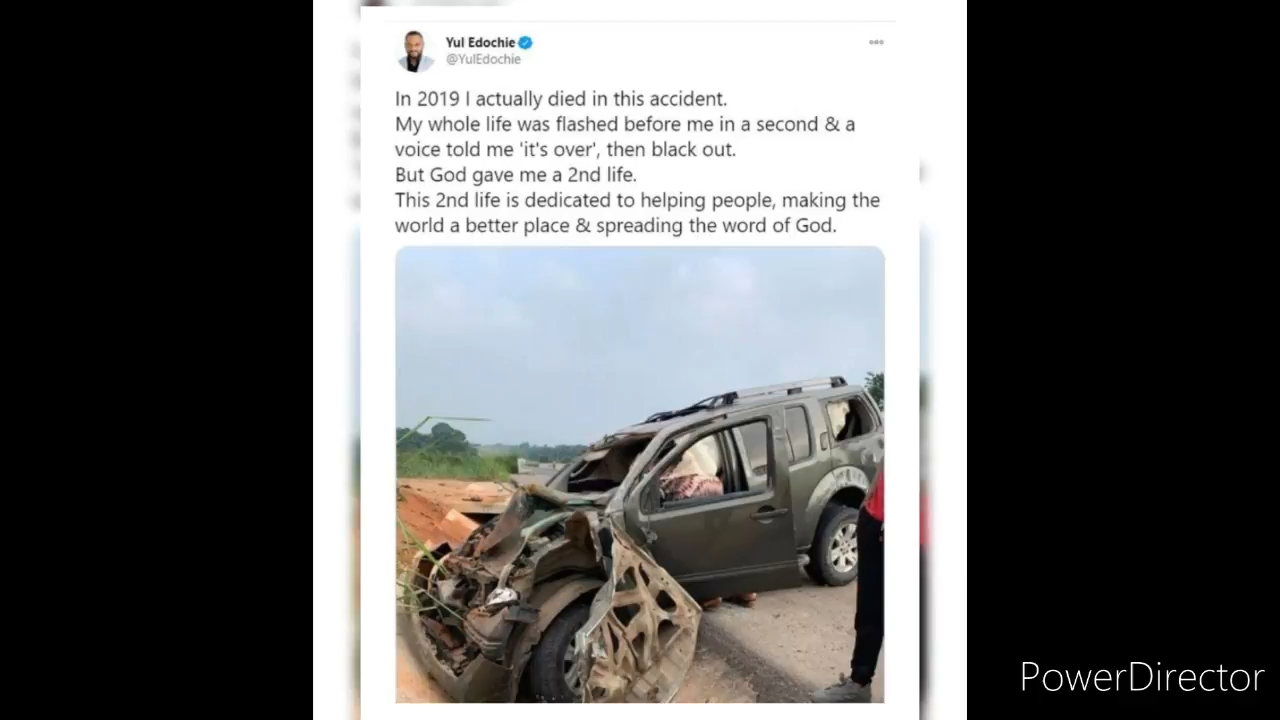 Yul Edochie
@YulEdochie
In 2019 I actually died in this accident.
My whole life was flashed before me in a second & a
voice told me 'it's over', then black out.
But God gave me a 2nd life.
This 2nd life is dedicated to helping people, making the
world a better place & spreading the word of God.
PowerDirector